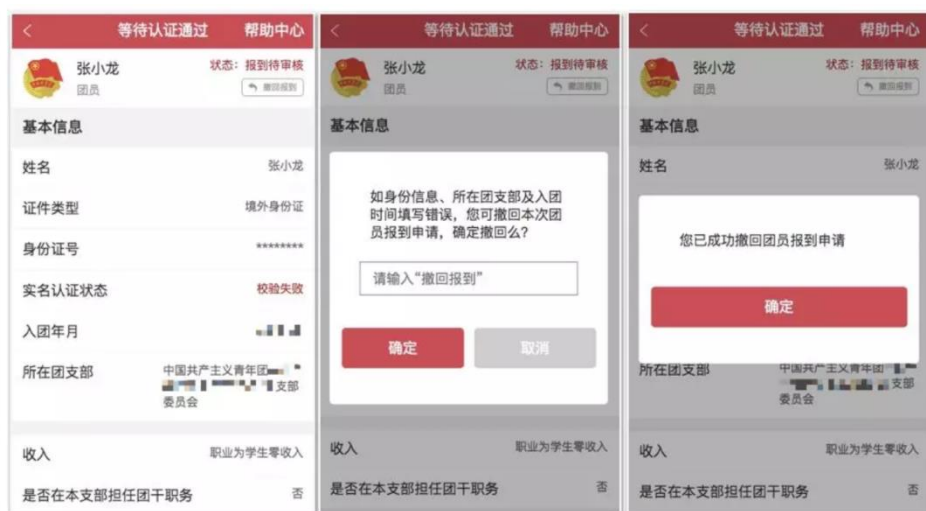 等待认证通过 帮助中心
张小龙 状态：报到待审核
团员 撤回报到
基本信息
姓名 张小龙
证件类型 境外身份证
身份证号 ********
实名认证状态 校验失败
入团年月
所在团支部 中国共产主义青年团
支部
委员会
收入 职业为学生零收入
是否在本支部担任团干职务 否
等待认证通过 帮助中心
张小龙 状态：报到待审核
团员 撤回报到
基本信息
如身份信息、所在团支部及入团
时间填写错误，您可撤回本次团
员报到申请，确定撤回么？
请输入“撤回报到”
确定 取消
收入 职业为学生零收入
是否在本支部担任团干职务 否
等待认证通过 帮助中心
张小龙 状态：报到待审核
团员 撤回报到
基本信息
姓名 张小龙
您已成功撤回团员报到申请
确定
所在团支部 中国共产主义青年团
支部
委员会
收入 职业为学生零收入
是否在本支部担任团干职务 否